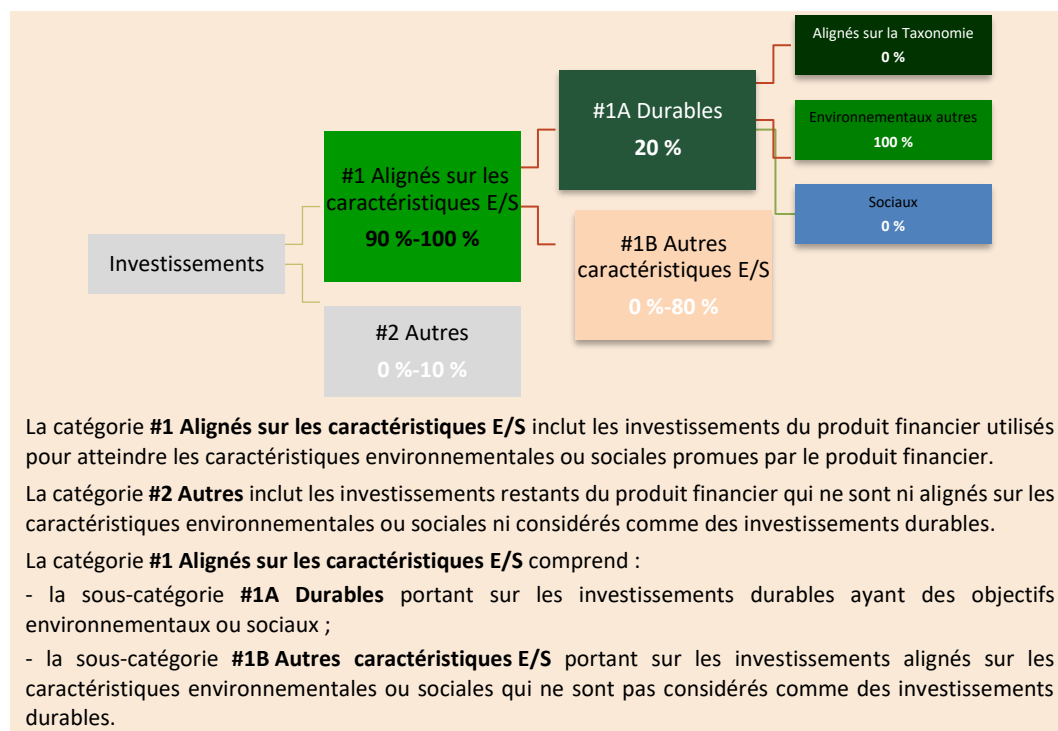 Investissements
#1 Alignés sur les
caractéristiques E/S
90 %-100 %
#2 Autres
0 %-10 %
#1A Durables
20 %
#1B Autres
caractéristiques E/S
0 %-80 %
Alignés sur la Taxonomie
0 %
Environnementaux autres
100 %
Sociaux
0 %
La catégorie #1 Alignés sur les caractéristiques E/S inclut les investissements du produit financier utilisés
pour atteindre les caractéristiques environnementales ou sociales promues par le produit financier.
La catégorie #2 Autres inclut les investissements restants du produit financier qui ne sont ni alignés sur les
caractéristiques environnementales ou sociales ni considérés comme des investissements durables.
La catégorie #1 Alignés sur les caractéristiques E/S comprend :
- la sous-catégorie #1A Durables portant sur les investissements durables ayant des objectifs
environnementaux ou sociaux ;
- la sous-catégorie #1B Autres caractéristiques E/S portant sur les investissements alignés sur les
caractéristiques environnementales ou sociales qui ne sont pas considérés comme des investissements
durables.